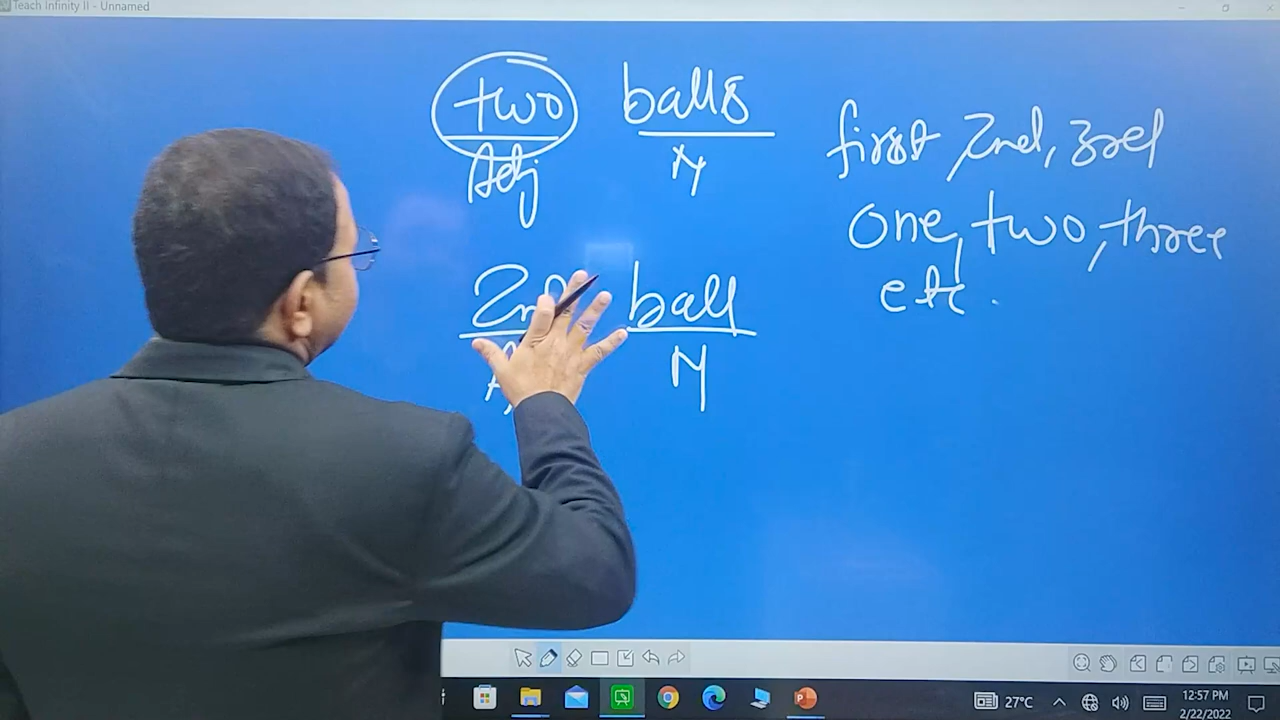 Teach Infinity II - Unnamed
two balls
Adj N
2nd ball
N
first 2nd, 3rd
one, two, three
etc.
27°C
12:57 PM
2/22/2022